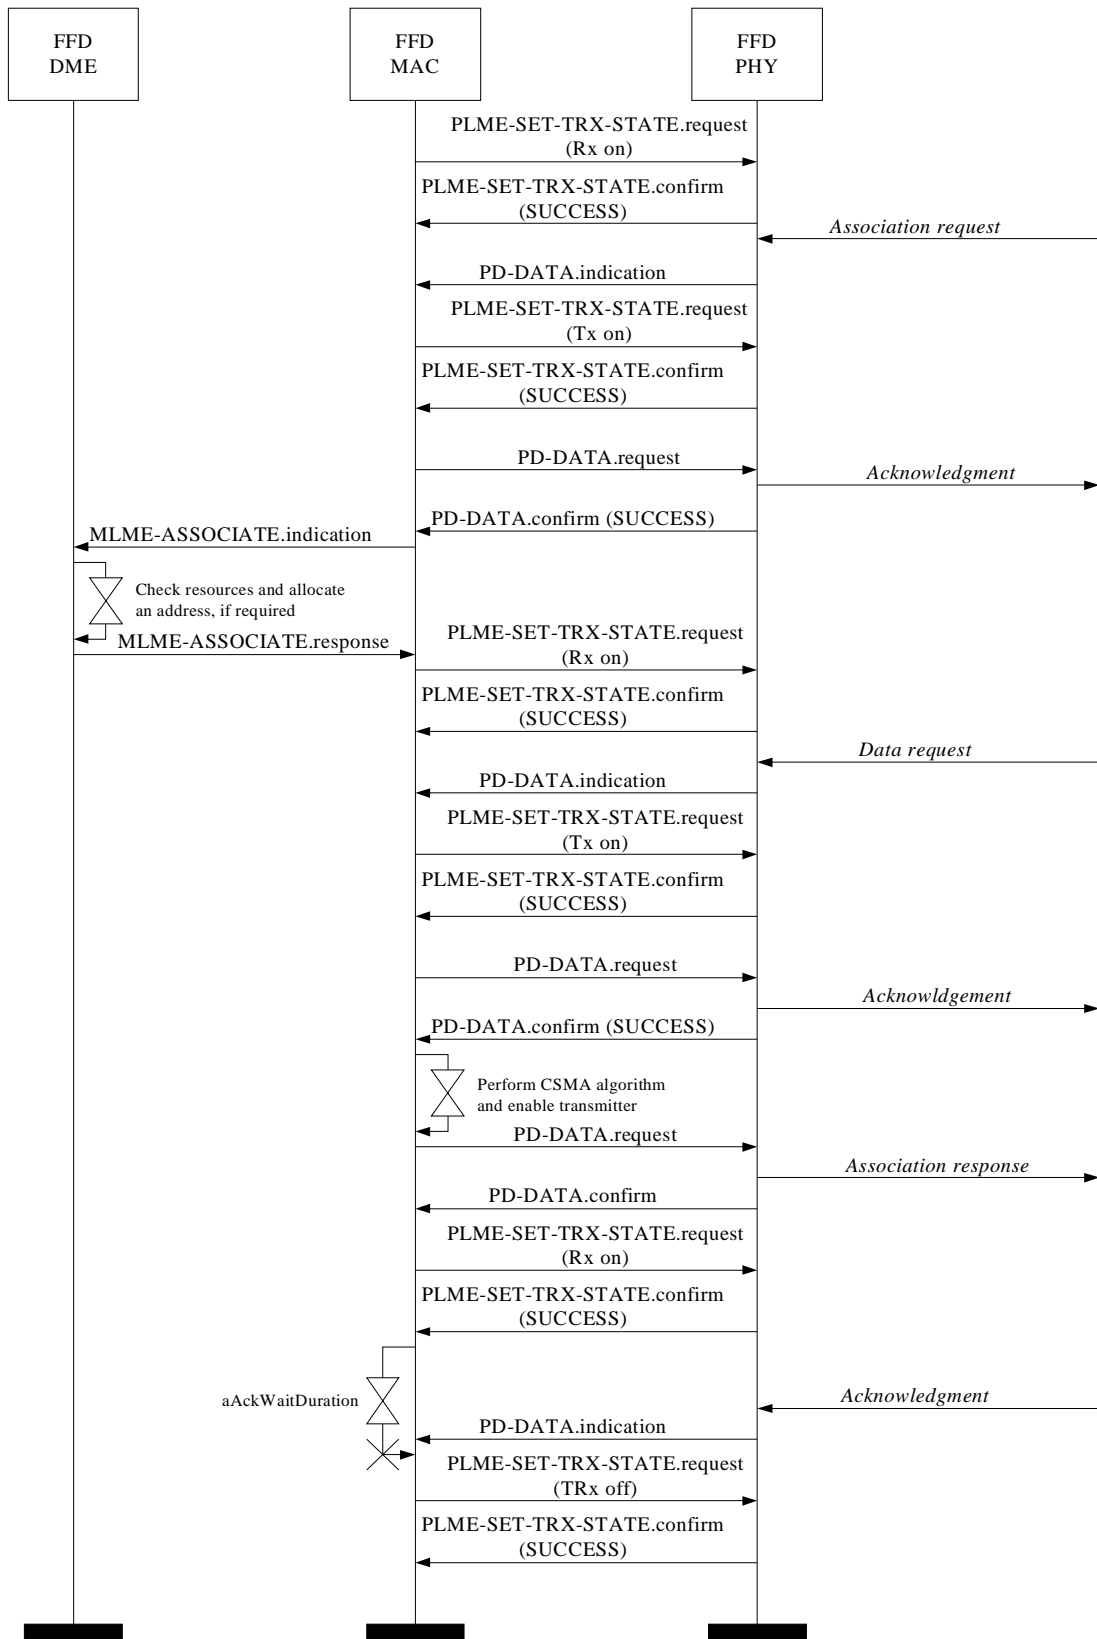 FFD
DME
FFD
MAC
FFD
PHY
PLME-SET-TRX-STATE.request
(Rx on)
PLME-SET-TRX-STATE.confirm
(SUCCESS)
Association request
PD-DATA.indication
PLME-SET-TRX-STATE.request
(Tx on)
PLME-SET-TRX-STATE.confirm
(SUCCESS)
PD-DATA.request
Acknowledgment
PD-DATA.confirm (SUCCESS)
MLME-ASSOCIATE.indication
Check resources and allocate
an address, if required
MLME-ASSOCIATE.response
PLME-SET-TRX-STATE.request
(Rx on)
PLME-SET-TRX-STATE.confirm
(SUCCESS)
Data request
PD-DATA.indication
PLME-SET-TRX-STATE.request
(Tx on)
PLME-SET-TRX-STATE.confirm
(SUCCESS)
PD-DATA.request
Acknowldgement
PD-DATA.confirm (SUCCESS)
Perform CSMA algorithm
and enable transmitter
PD-DATA.request
Association response
PD-DATA.confirm
PLME-SET-TRX-STATE.request
(Rx on)
PLME-SET-TRX-STATE.confirm
(SUCCESS)
aAckWaitDuration
Acknowledgment
PD-DATA.indication
PLME-SET-TRX-STATE.request
(TRx off)
PLME-SET-TRX-STATE.confirm
(SUCCESS)